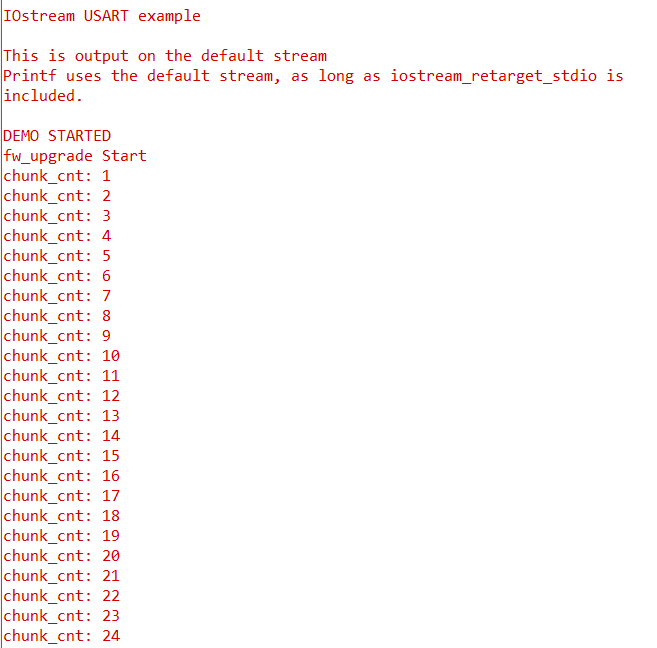 IOstream USART example
This is output on the default stream
Printf uses the default stream, as long as iostream_retarget_stdio is
included.
DEMO STARTED
fw_upgrade Start
chunk_cnt: 1
chunk_cnt: 2
chunk_cnt: 3
chunk_cnt: 4
chunk_cnt: 5
chunk_cnt: 6
chunk_cnt: 7
chunk_cnt: 8
chunk_cnt: 9
chunk_cnt: 10
chunk_cnt: 11
chunk_cnt: 12
chunk_cnt: 13
chunk_cnt: 14
chunk_cnt: 15
chunk_cnt: 16
chunk_cnt: 17
chunk_cnt: 18
chunk_cnt: 19
chunk_cnt: 20
chunk_cnt: 21
chunk_cnt: 22
chunk_cnt: 23
chunk_cnt: 24